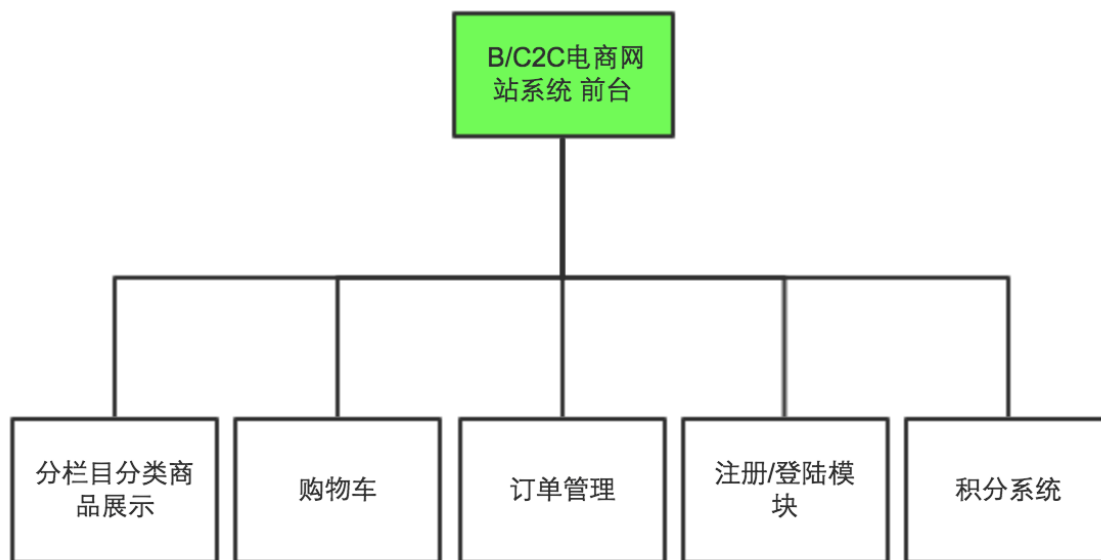 B/C2C电商网
站系统 前台
分栏目分类商
品展示
购物车
订单管理
注册/登陆模
块
积分系统